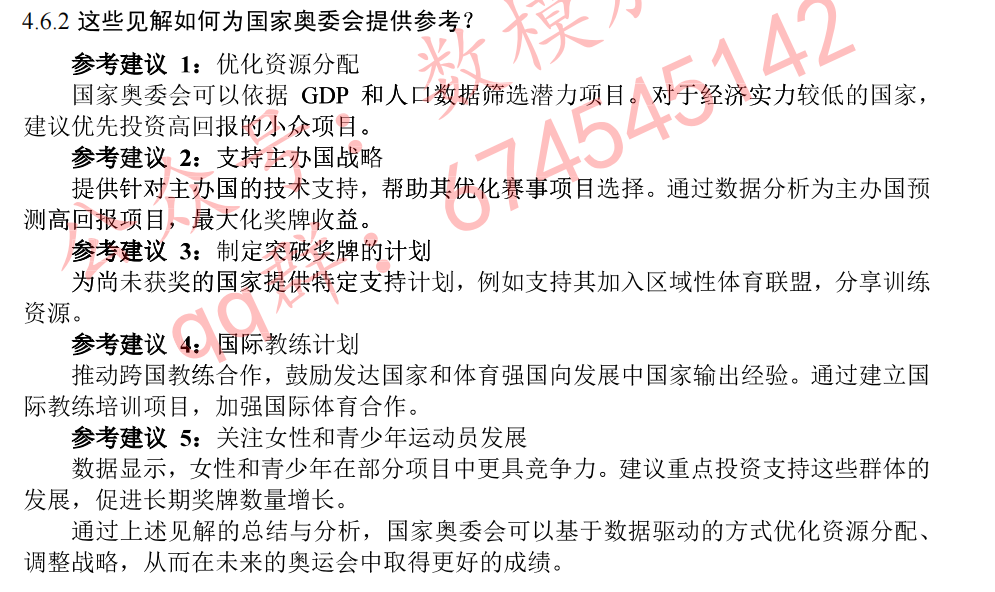 4.6.2 这些见解如何为国家奥委会提供参考？
参考建议 1：优化资源分配
国家奥委会可以依据 GDP 和人口数据筛选潜力项目。对于经济实力较低的国家，
建议优先投资高回报的小众项目。
参考建议 2：支持主办国战略
提供针对主办国的技术支持，帮助其优化赛事项目选择。通过数据分析为主办国预
测高回报项目，最大化奖牌收益。
参考建议 3：制定突破奖牌的计划
为尚未获奖的国家提供特定支持计划，例如支持其加入区域性体育联盟，分享训练
资源。
参考建议 4：国际教练计划
推动跨国教练合作，鼓励发达国家和体育强国向发展中国家输出经验。通过建立国
际教练培训项目，加强国际体育合作。
参考建议 5：关注女性和青少年运动员发展
数据显示，女性和青少年在部分项目中更具竞争力。建议重点投资支持这些群体的
发展，促进长期奖牌数量增长。
通过上述见解的总结与分析，国家奥委会可以基于数据驱动的方式优化资源分配、
调整战略，从而在未来的奥运会中取得更好的成绩。
公众号：数模
qq群：674545142